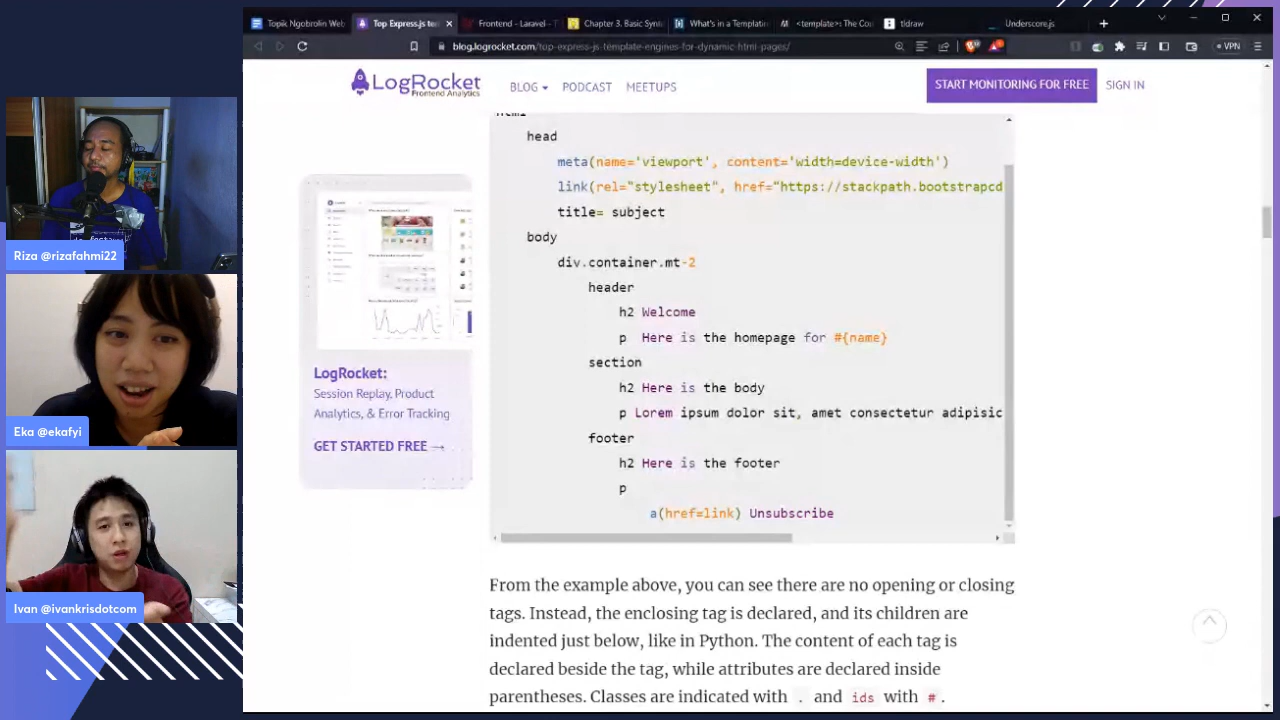 Topik Ngobrolin Web
Top Express.js tem
Frontend - Laravel - T
Chapter 3. Basic Synt
What's in a Templatin
<template>: The Co
tldraw
Underscore.js
blog.logrocket.com/top-express-js-template-engines-for-dynamic-html-pages/
VPN
LogRocket
Frontend Analytics
BLOG
PODCAST
MEETUPS
START MONITORING FOR FREE
SIGN IN
html
head
meta(name='viewport', content='width=device-width')
link(rel="stylesheet", href="https://stackpath.bootstrapcd
title= subject
body
div.container.mt-2
header
h2 Welcome
p Here is the homepage for #{name}
section
h2 Here is the body
p Lorem ipsum dolor sit, amet consectetur adipisic
footer
h2 Here is the footer
p
a(href=link) Unsubscribe
LogRocket:
Session Replay, Product
Analytics, & Error Tracking
GET STARTED FREE →
From the example above, you can see there are no opening or closing
tags. Instead, the enclosing tag is declared, and its children are
indented just below, like in Python. The content of each tag is
declared beside the tag, while attributes are declared inside
parentheses. Classes are indicated with . and ids with # .
Riza @rizafahmi22
Eka @ekafyi
Ivan @ivankrisdotcom